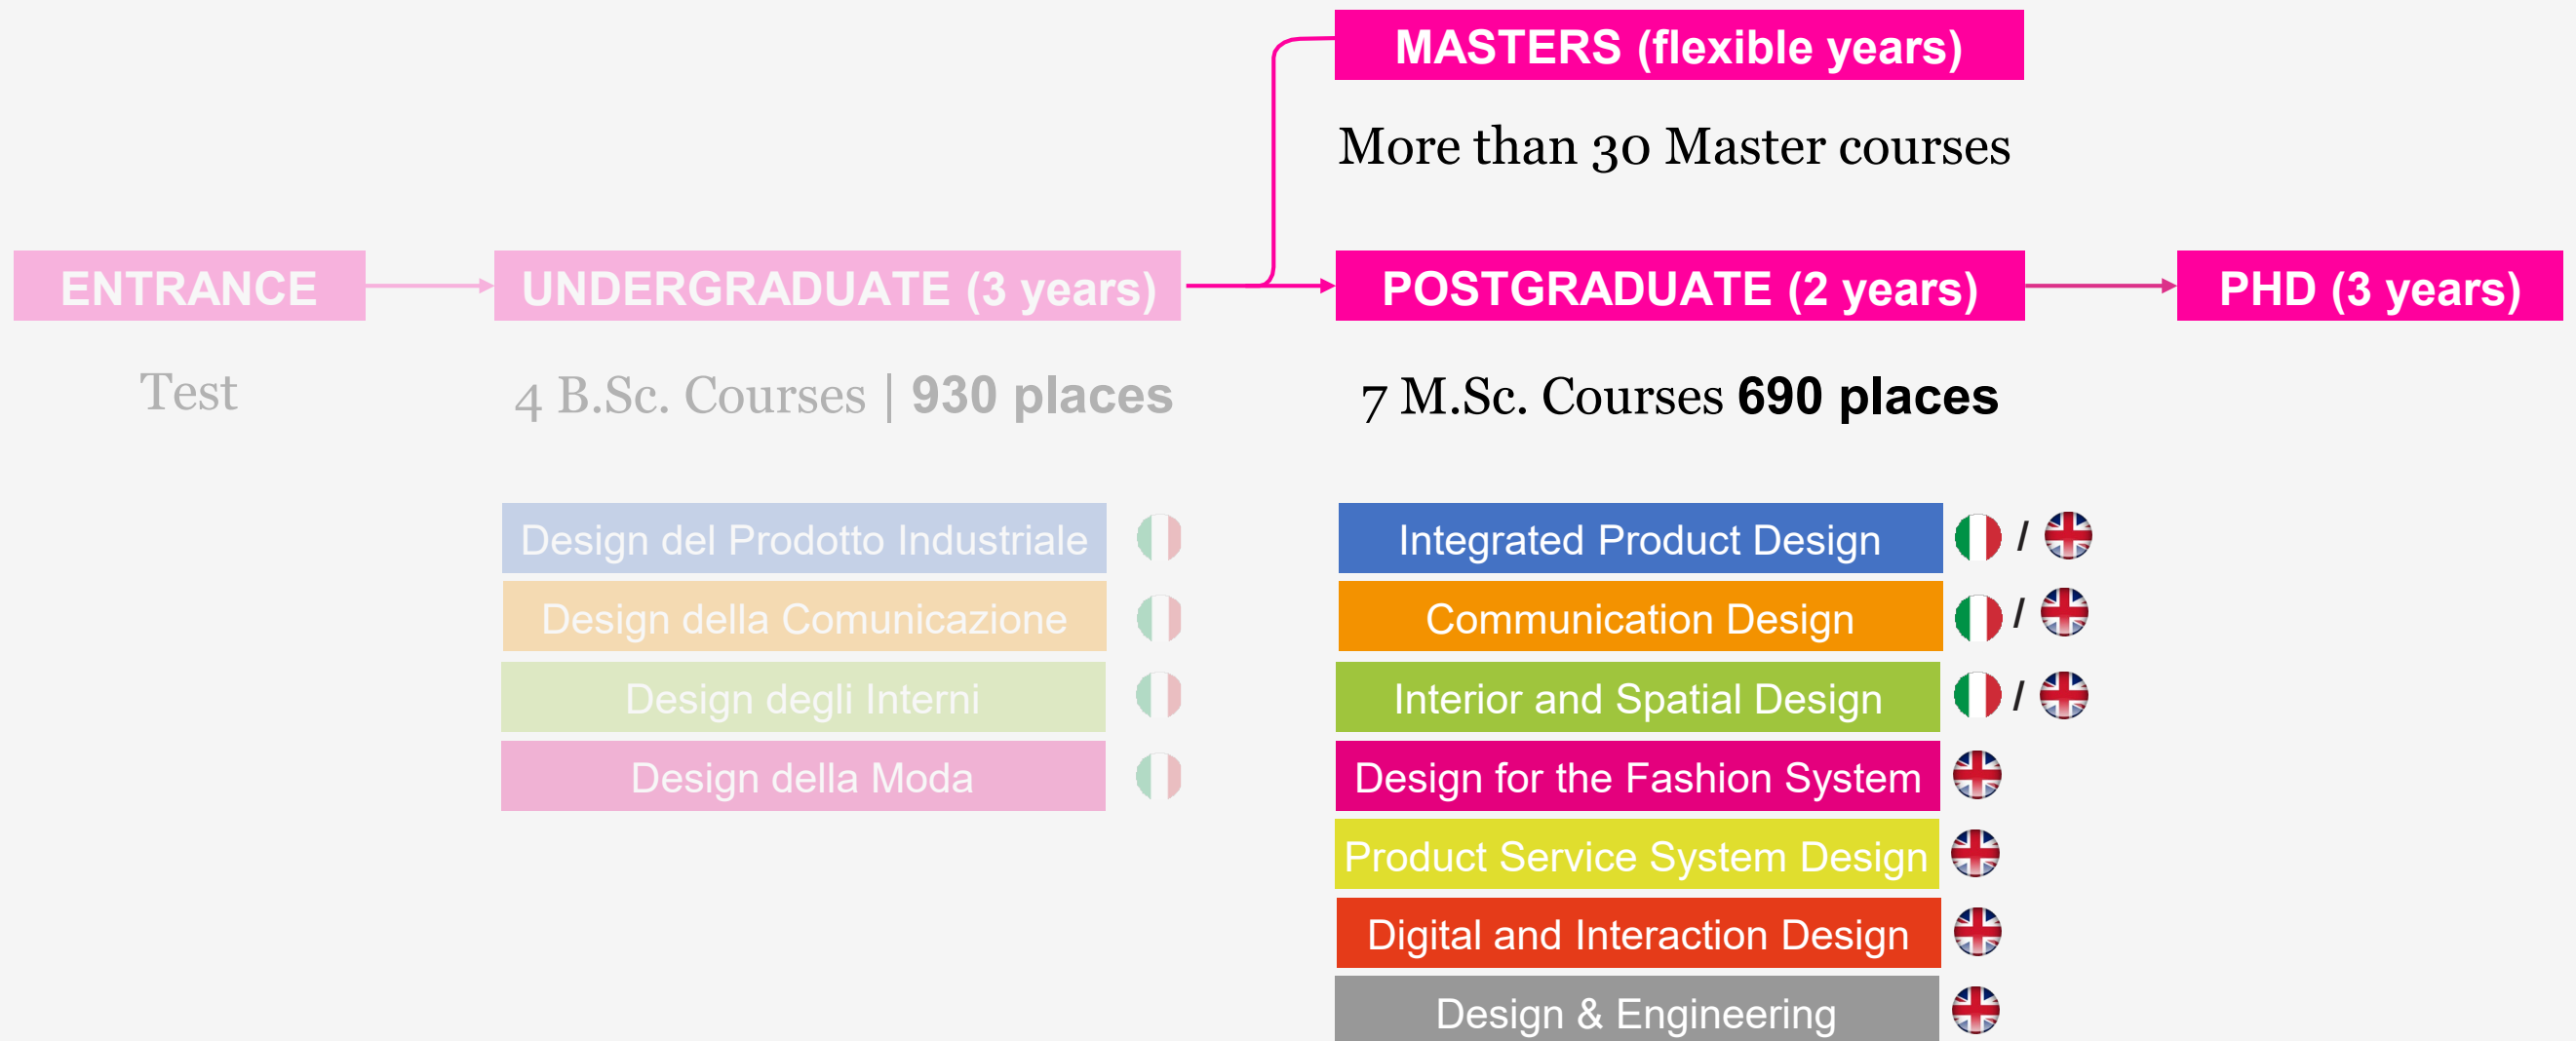 MASTERS (flexible years)
More than 30 Master courses
ENTRANCE
Test
UNDERGRADUATE (3 years)
4 B.Sc. Courses | 930 places
Design del Prodotto Industriale
Design della Comunicazione
Design degli Interni
Design della Moda
POSTGRADUATE (2 years)
7 M.Sc. Courses 690 places
Integrated Product Design
/
Communication Design
/
Interior and Spatial Design
/
Design for the Fashion System
Product Service System Design
Digital and Interaction Design
Design & Engineering
PHD (3 years)